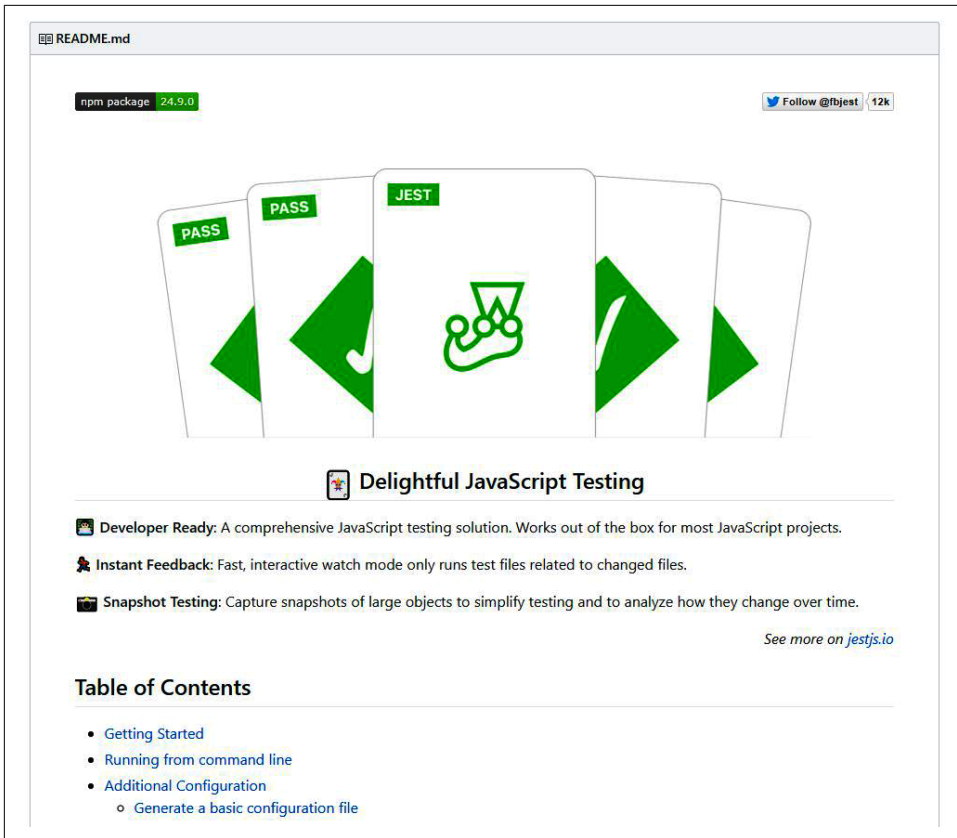 README.md
npm package 24.9.0
Follow @fbjest 12k
PASS
PASS
JEST
Delightful JavaScript Testing
Developer Ready: A comprehensive JavaScript testing solution. Works out of the box for most JavaScript projects.
Instant Feedback: Fast, interactive watch mode only runs test files related to changed files.
Snapshot Testing: Capture snapshots of large objects to simplify testing and to analyze how they change over time.
See more on jestjs.io
Table of Contents
Getting Started
Running from command line
Additional Configuration
Generate a basic configuration file